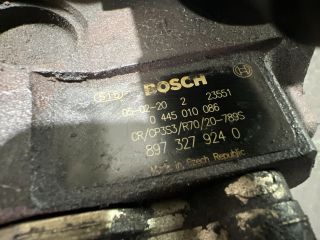 BOSCH
05-02-20 2 23551
0 445 010 086
CR/CP3S3/R70/20-789S
897 327 924 0
Made in Czech Republic